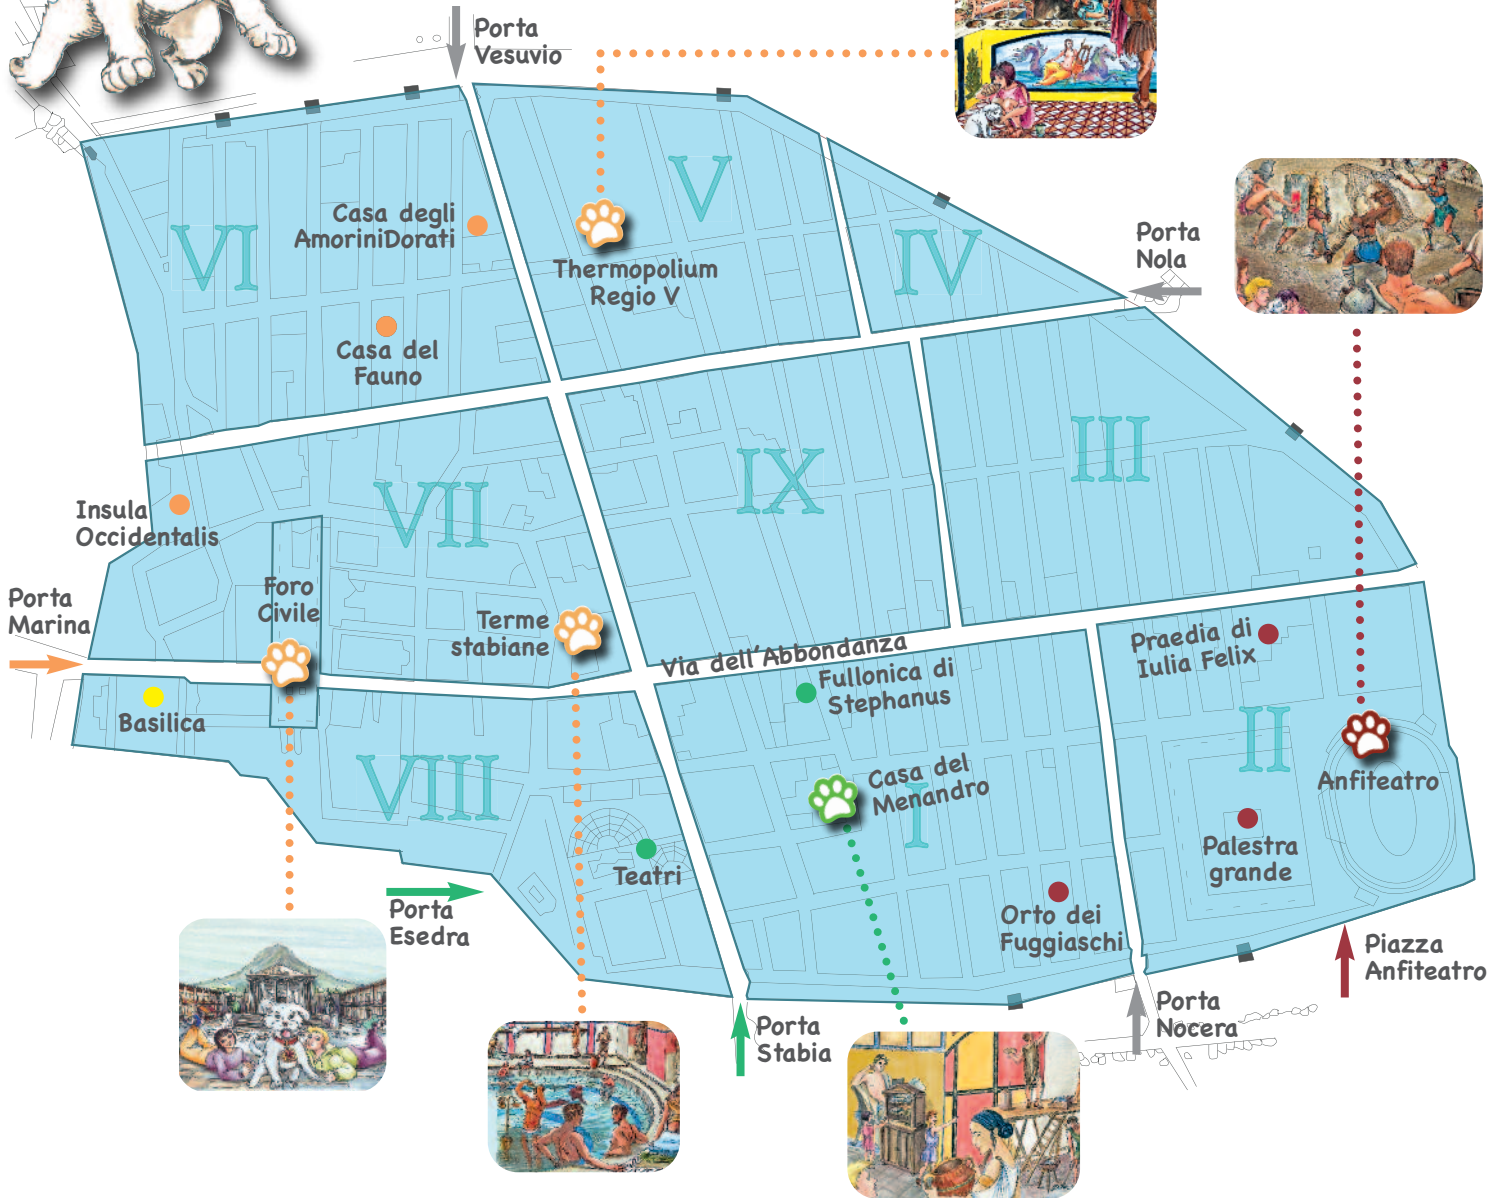 Porta
Vesuvio
V
Casa degli
AmoriniDorati
VI
IV
Porta
Nola
Thermopolium
Regio V
Casa del
Fauno
III
IX
VII
Insula
Occidentalis
Foro
Civile
Porta
Marina
Terme
stabiane
Via dell'Abbondanza
Praedia di
Iulia Felix
Fullonica di
Stephanus
Basilica
II
VIII
Casa del
Menandro
I
Anfiteatro
Palestra
grande
Teatri
Porta
Esedra
Orto dei
Fuggiaschi
Piazza
Anfiteatro
Porta
Nocera
Porta
Stabia